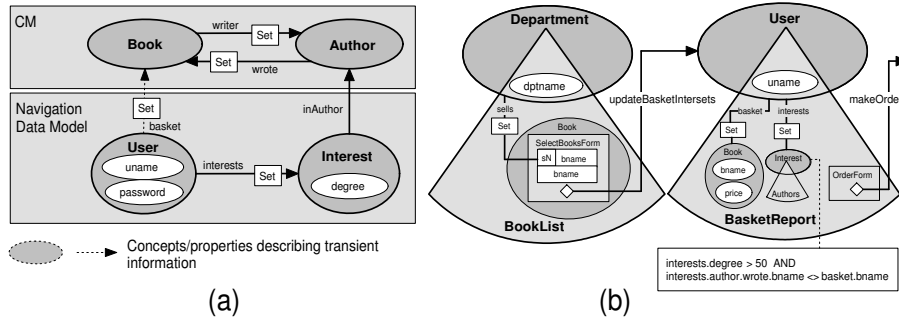 CM
Book
writer
Set
Author
Set
wrote
Navigation
Data Model
Set
basket
User
uname
password
interests
Set
inAuthor
Interest
degree
Concepts/properties describing transient
information
(a)
Department
dptname
sells
Set
Book
SelectBooksForm
sN
bname
bname
BookList
updateBasketIntersets
User
uname
basket
interests
Set
Set
Book
bname
price
Interest
Authors
OrderForm
BasketReport
makeOrde
interests.degree > 50 AND
interests.author.wrote.bname <> basket.bname
(b)